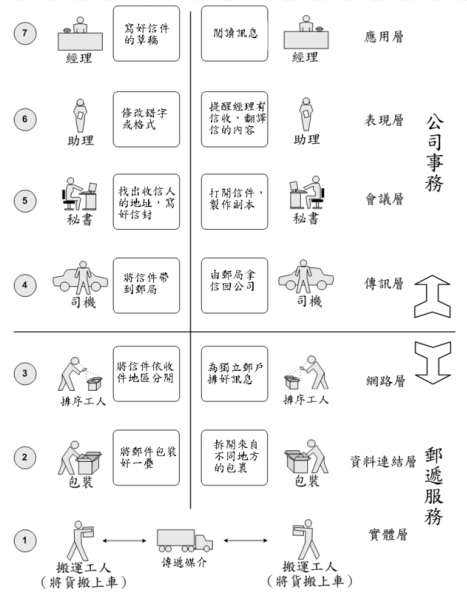 7
經理
寫好信件
的草稿
閱讀訊息
經理
應用層
6
助理
修改錯字
或格式
提醒經理有
信收，翻譯
信的內容
助理
表現層
5
秘書
找出收信人
的地址，寫
好信封
打開信件，
製作副本
秘書
會議層
公司事務
4
司機
將信件帶
到郵局
由郵局拿
信回公司
司機
傳訊層
3
排序工人
將信件依收
件地區分開
為獨立郵戶
排好訊息
排序工人
網路層
2
包裝
將郵件包裝
好一疊
拆開來自
不同地方
的包裹
包裝
資料連結層
郵遞服務
1
搬運工人
（將貨搬上車）
傳遞媒介
搬運工人
（將貨搬上車）
實體層